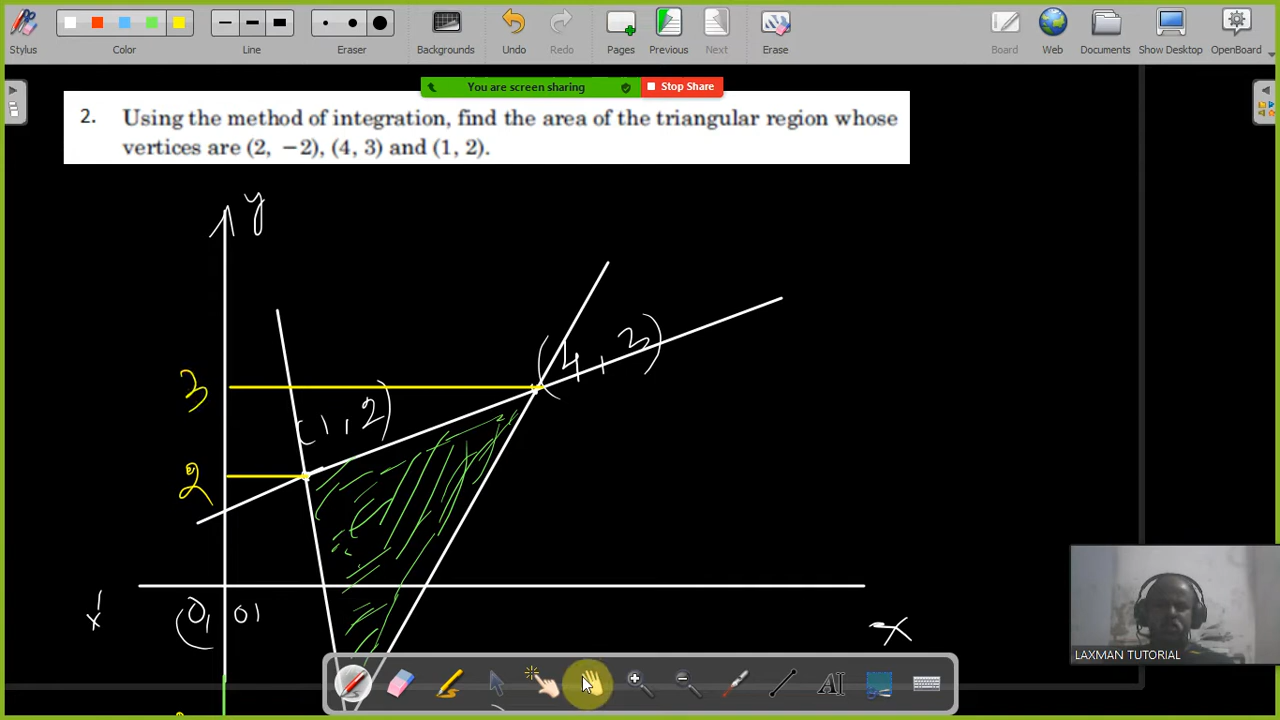 Stylus Color Line Eraser Backgrounds Undo Redo Pages Previous Next Erase Board Web Documents Show Desktop OpenBoard
You are screen sharing Stop Share
2. Using the method of integration, find the area of the triangular region whose
vertices are (2, −2), (4, 3) and (1, 2).
y
(4, 3)
3
(1, 2)
2
x'
(0, 0)
x
LAXMAN TUTORIAL